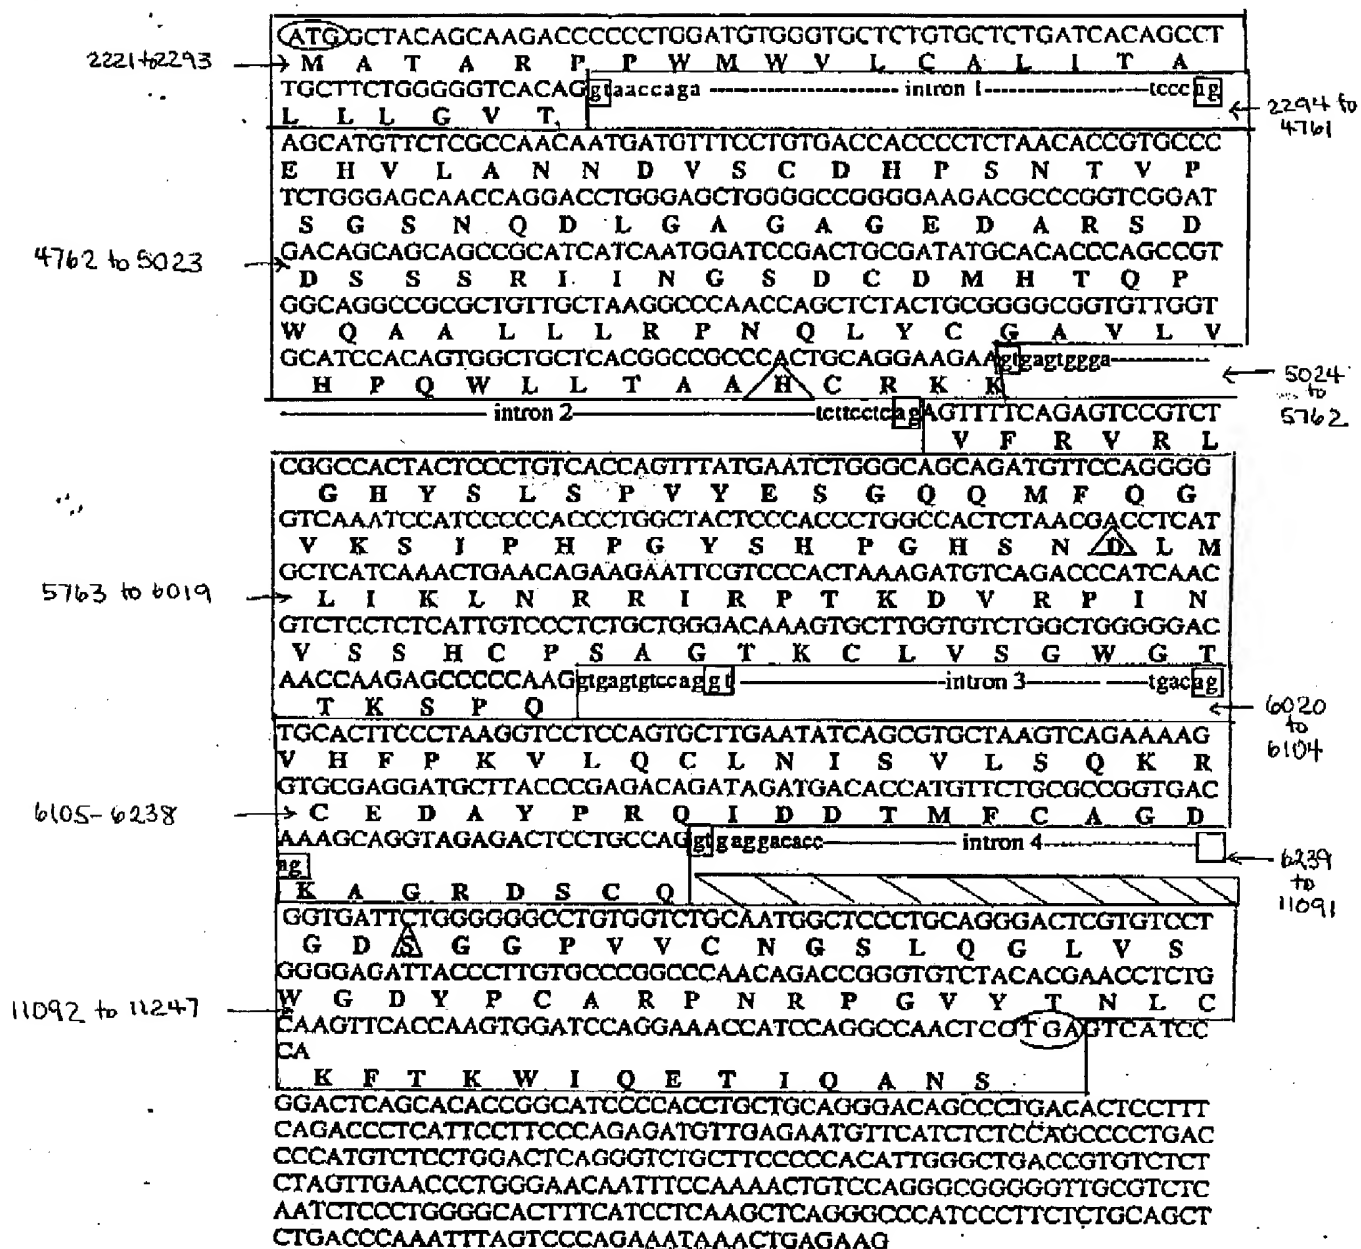 ATGGCTACAGCAAGACCCCCCTGGATGTGGGTGCTCTGTGCTCTGATCACAGCCT
2221 to 2293
M A T A R P P W M W V L C A L I T A
TGCTTCTGGGGGTCACAGgtaaccaga intron 1 tcccag
L L L G V T
2294 to 4761
AGCATGTTCTCGCCAACAATGATGTTTCCTGTGACCACCCCTCTAACACCGTGCCC
E H V L A N N D V S C D H P S N T V P
TCTGGGAGCAACCAGGACCTGGGAGCTGGGGCCGGGGAAGACGCCCGGTCGGAT
S G S N Q D L G A G A G E D A R S D
4762 to 5023
GACAGCAGCAGCCGCATCATCAATGGATCCGACTGCGATATGCACACCCAGCCGT
D S S S R I I N G S D C D M H T Q P
GGCAGGCCGCGCTGTTGCTAAGGCCCAACCAGCTCTACTGCGGGGCGGTGTTGGT
W Q A A L L L R P N Q L Y C G A V L V
GCATCCACAGTGGCTGCTCACGGCCGCCCACTGCAGGAAGAAgtgagtggga
H P Q W L L T A A H C R K K
5024 to 5762
intron 2 tcttcctcagAGTTTTCAGAGTCCGTCT
V F R V R L
CGGCCACTACTCCCTGTCACCAGTTTATGAATCTGGGCAGCAGATGTTCCAGGGG
G H Y S L S P V Y E S G Q Q M F Q G
GTCAAATCCATCCCCCACCCTGGCTACTCCCACCCTGGCCACTCTAACGACCTCAT
V K S I P H P G Y S H P G H S N D L M
5763 to 6019
GCTCATCAAACTGAACAGAAGAATTCGTCCCACTAAAGATGTCAGACCCATCAAC
L I K L N R R I R P T K D V R P I N
GTCTCCTCTCATTGTCCCTCTGCTGGGACAAAGTGCTTGGTGTCTGGCTGGGGGAC
V S S H C P S A G T K C L V S G W G T
AACCAAGAGCCCCCAAGgtgagtgtccaggt intron 3 tgacag
T K S P Q
6020 to 6104
TGCACTTCCCTAAGGTCCTCCAGTGCTTGAATATCAGCGTGCTAAGTCAGAAAAG
V H F P K V L Q C L N I S V L S Q K R
GTGCGAGGATGCTTACCCGAGACAGATAGATGACACCATGTTCTGCGCCGGTGAC
6105-6238
C E D A Y P R Q I D D T M F C A G D
AAAGCAGGTAGAGACTCCTGCCAGgtgaggacacc intron 4
ag
6239 to 11091
K A G R D S C Q
GGTGATTCTGGGGGGCCTGTGGTCTGCAATGGCTCCCTGCAGGGACTCGTGTCCT
G D S G G P V V C N G S L Q G L V S
GGGGAGATTACCCTTGTGCCCGGCCCAACAGACCGGGTGTCTACACGAACCTCTG
W G D Y P C A R P N R P G V Y T N L C
11092 to 11247
CAAGTTCACCAAGTGGATCCAGGAAACCATCCAGGCCAACTCCTGAGTCATCC
CA
K F T K W I Q E T I Q A N S
GGACTCAGCACACCGGCATCCCCACCTGCTGCAGGGACAGCCCTGACACTCCTTT
CAGACCCTCATTCCTTCCCAGAGATGTTGAGAATGTTCATCTCTCCAGCCCCTGAC
CCCATGTCTCCTGGACTCAGGGTCTGCTTCCCCCACATTGGGCTGACCGTGTCTCT
CTAGTTGAACCCTGGGAACAATTTCCAAAACTGTCCAGGGCGGGGGTTGCGTCTC
AATCTCCCTGGGGCACTTTCATCCTCAAGCTCAGGGCCCATCCCTTCTCTGCAGCT
CTGACCCAAATTTAGTCCCAGAAATAAACTGAGAAG